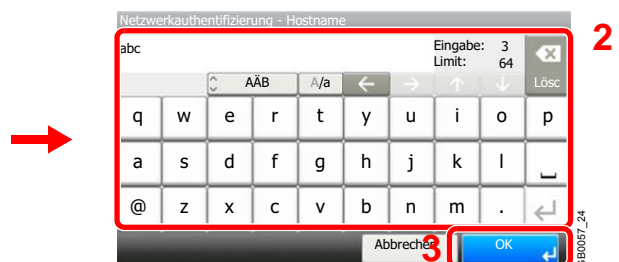 Netzwerkauthentifizierung - Hostname
abc
Eingabe: 3
Limit: 64
2
AÄB A/a Lösc
q w e r t y u i o p
a s d f g h j k l
@ z x c v b n m .
Abbrechen OK
3